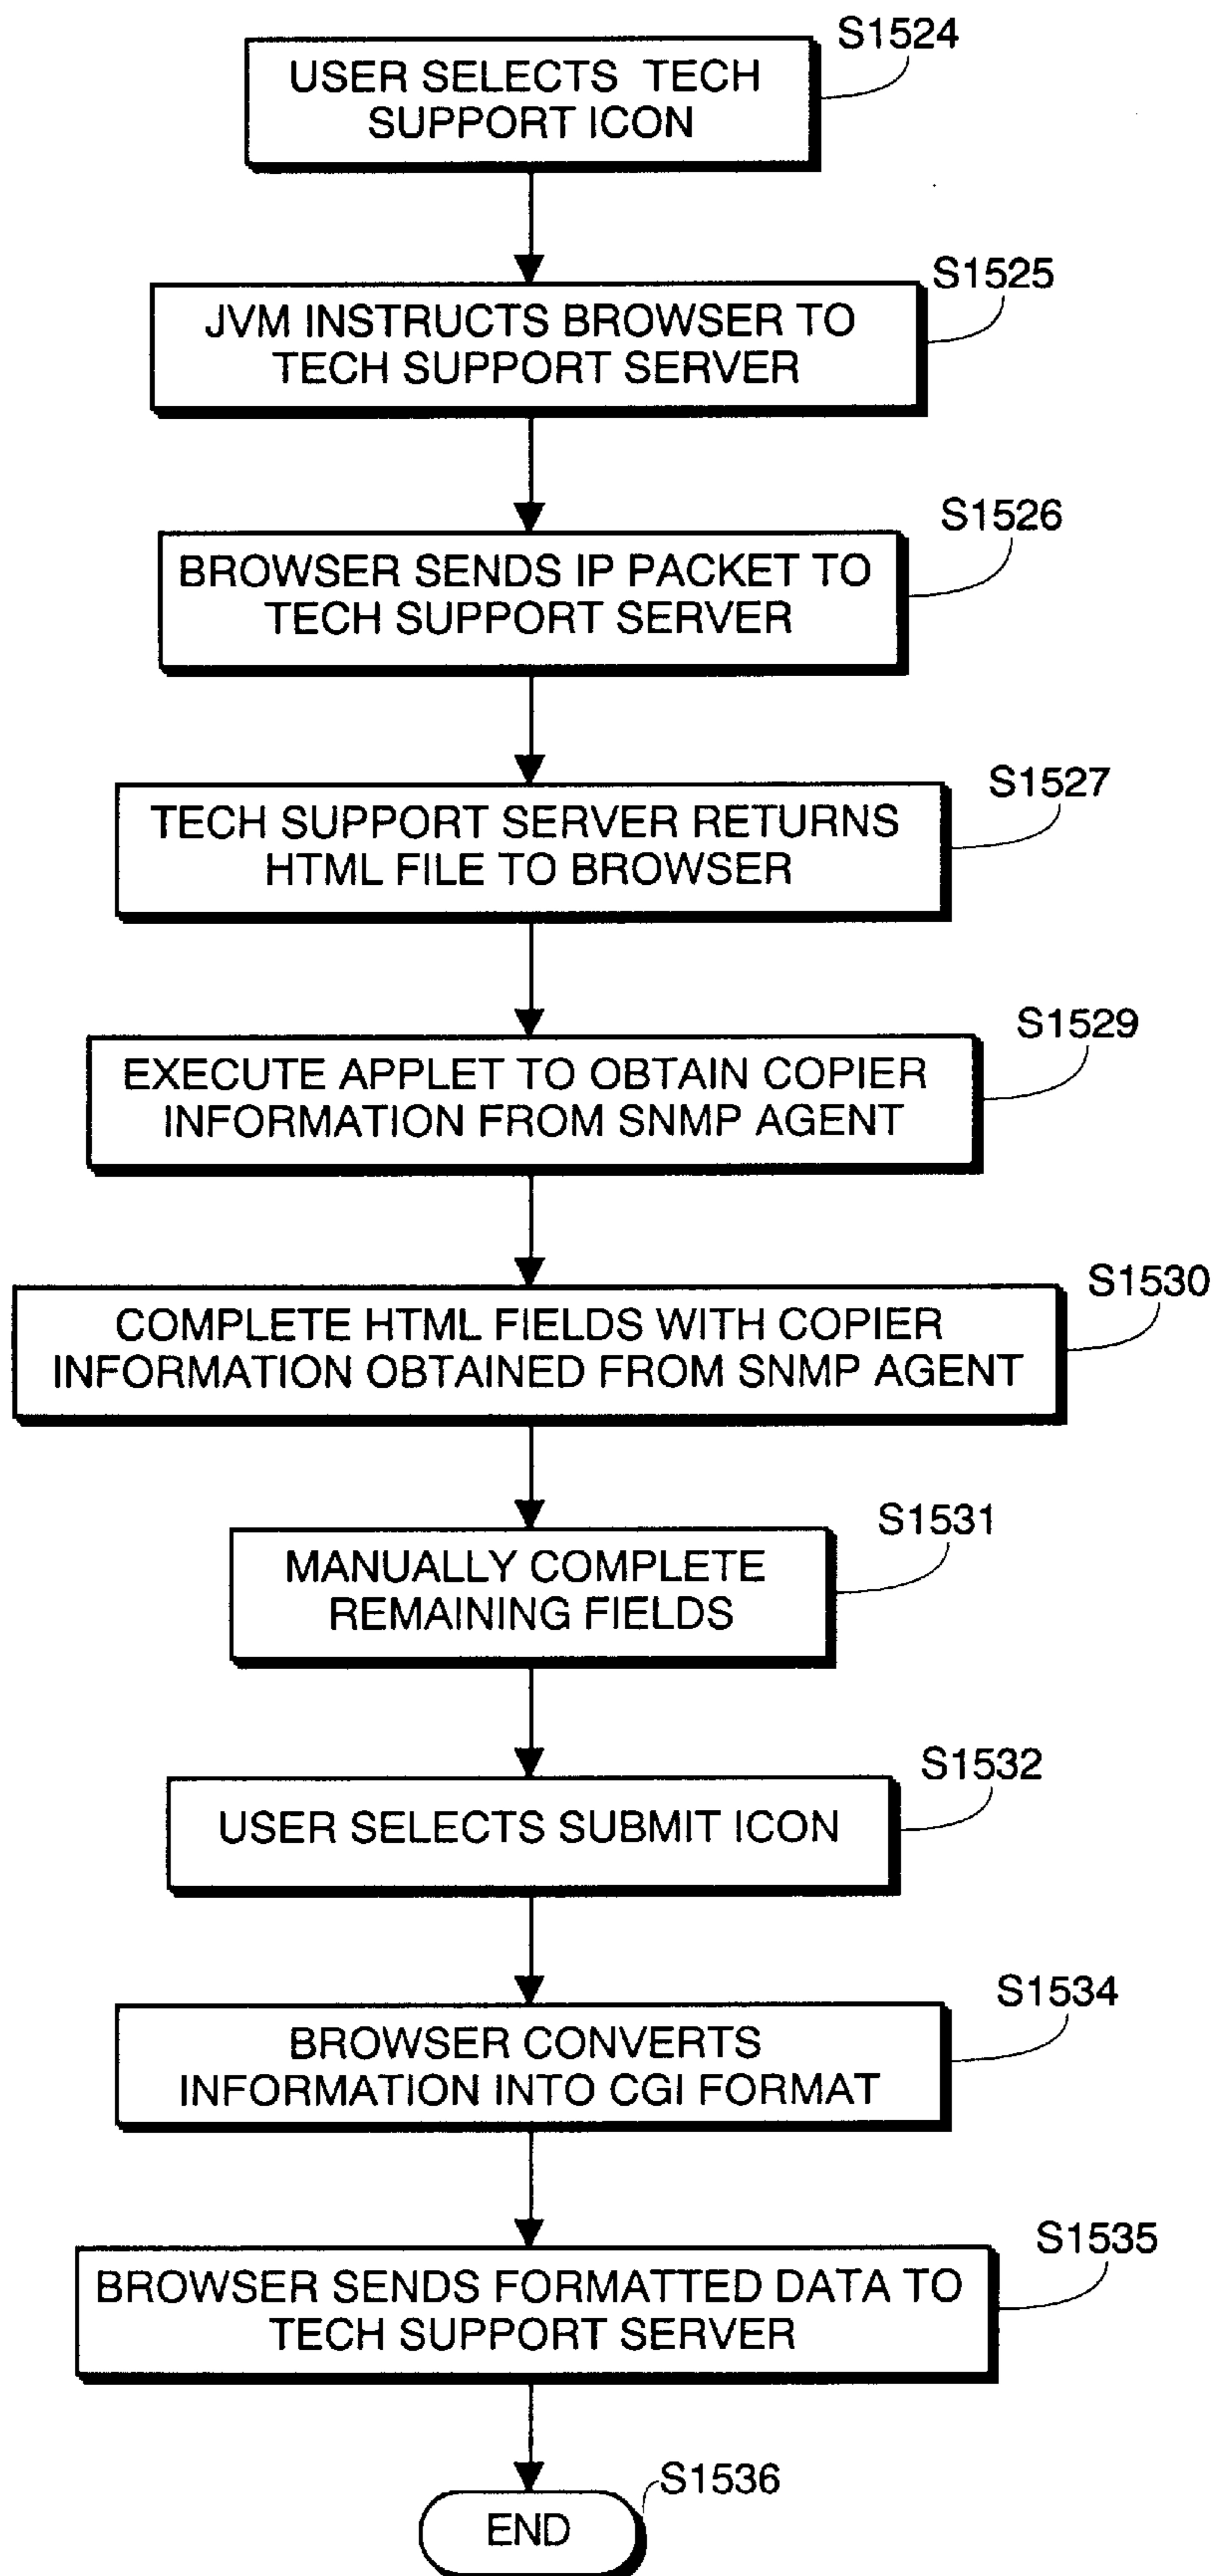 S1524
USER SELECTS TECH
SUPPORT ICON
S1525
JVM INSTRUCTS BROWSER TO
TECH SUPPORT SERVER
S1526
BROWSER SENDS IP PACKET TO
TECH SUPPORT SERVER
S1527
TECH SUPPORT SERVER RETURNS
HTML FILE TO BROWSER
S1529
EXECUTE APPLET TO OBTAIN COPIER
INFORMATION FROM SNMP AGENT
S1530
COMPLETE HTML FIELDS WITH COPIER
INFORMATION OBTAINED FROM SNMP AGENT
S1531
MANUALLY COMPLETE
REMAINING FIELDS
S1532
USER SELECTS SUBMIT ICON
S1534
BROWSER CONVERTS
INFORMATION INTO CGI FORMAT
S1535
BROWSER SENDS FORMATTED DATA TO
TECH SUPPORT SERVER
S1536
END